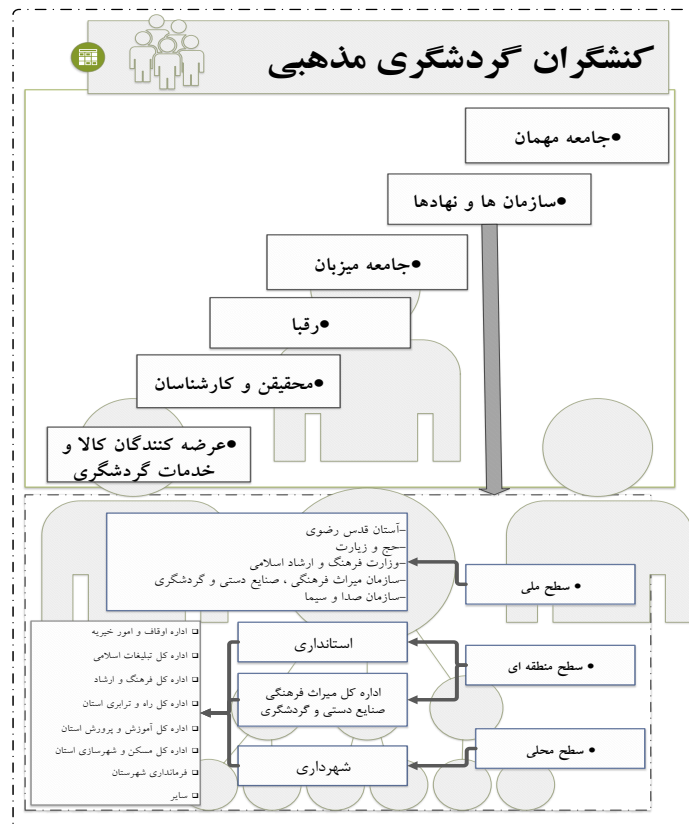 کنشگران گردشگری مذهبی
●جامعه مهمان
●سازمان ها و نهادها
●جامعه میزبان
●رقبا
●محقیقن و کارشناسان
●عرضه کنندگان کالا و
خدمات گردشگری
-آستان قدس رضوی
-حج و زیارت
-وزارت فرهنگ و ارشاد اسلامی
-سازمان میراث فرهنگی ، صنایع دستی و گردشگری
-سازمان صدا و سیما
• سطح ملی
• سطح منطقه ای
• سطح محلی
استانداری
اداره کل میراث فرهنگی
صنایع دستی و گردشگری
شهرداری
❑ اداره اوقاف و امور خیریه
❑ اداره کل تبلیغات اسلامی
❑ اداره کل فرهنگ و ارشاد
❑ اداره کل راه و ترابری استان
❑ اداره کل آموزش و پرورش استان
❑ اداره کل مسکن و شهرسازی استان
❑ فرمانداری شهرستان
❑ سایر